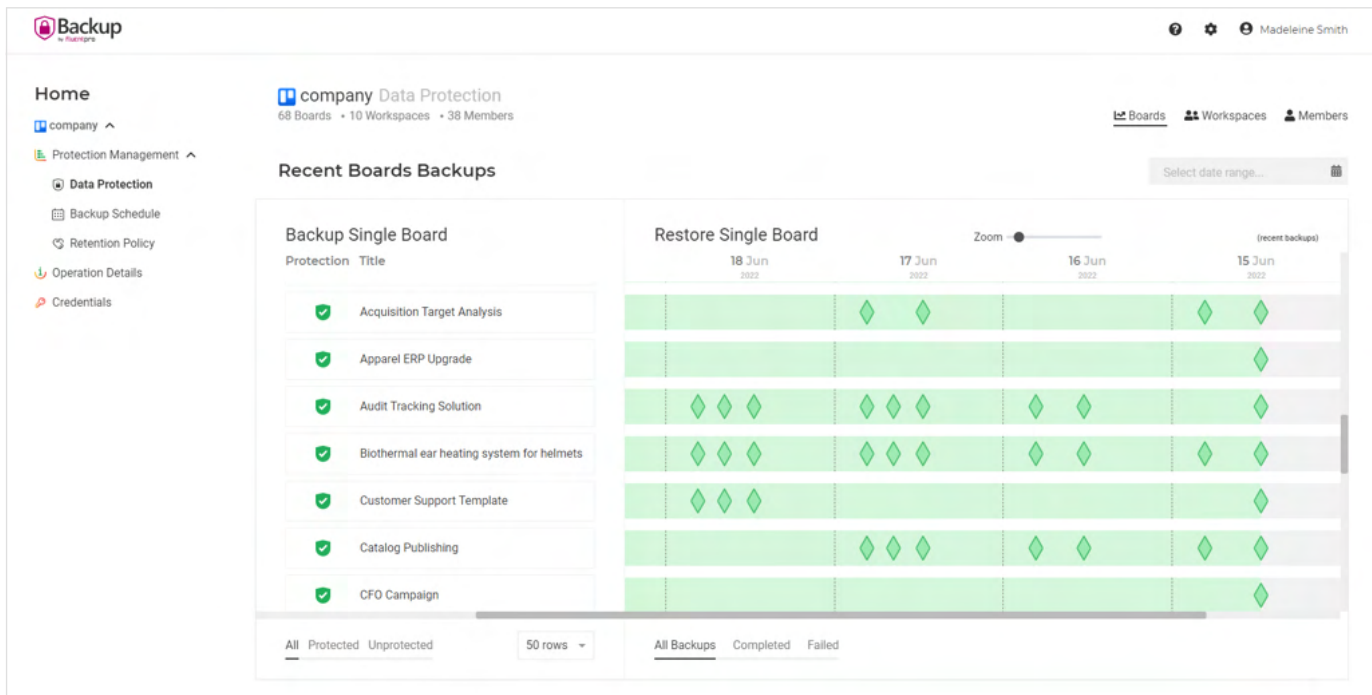 Backup
by fluentpro
Madeleine Smith
Home
company
Protection Management
Data Protection
Backup Schedule
Retention Policy
Operation Details
Credentials
company Data Protection
68 Boards • 10 Workspaces • 38 Members
Boards Workspaces Members
Recent Boards Backups
Select date range...
Backup Single Board
Protection Title
Acquisition Target Analysis
Apparel ERP Upgrade
Audit Tracking Solution
Biothermal ear heating system for helmets
Customer Support Template
Catalog Publishing
CFO Campaign
All Protected Unprotected
50 rows
Restore Single Board
Zoom
(recent backups)
18 Jun 17 Jun 16 Jun 15 Jun
2022 2022 2022 2022
All Backups Completed Failed